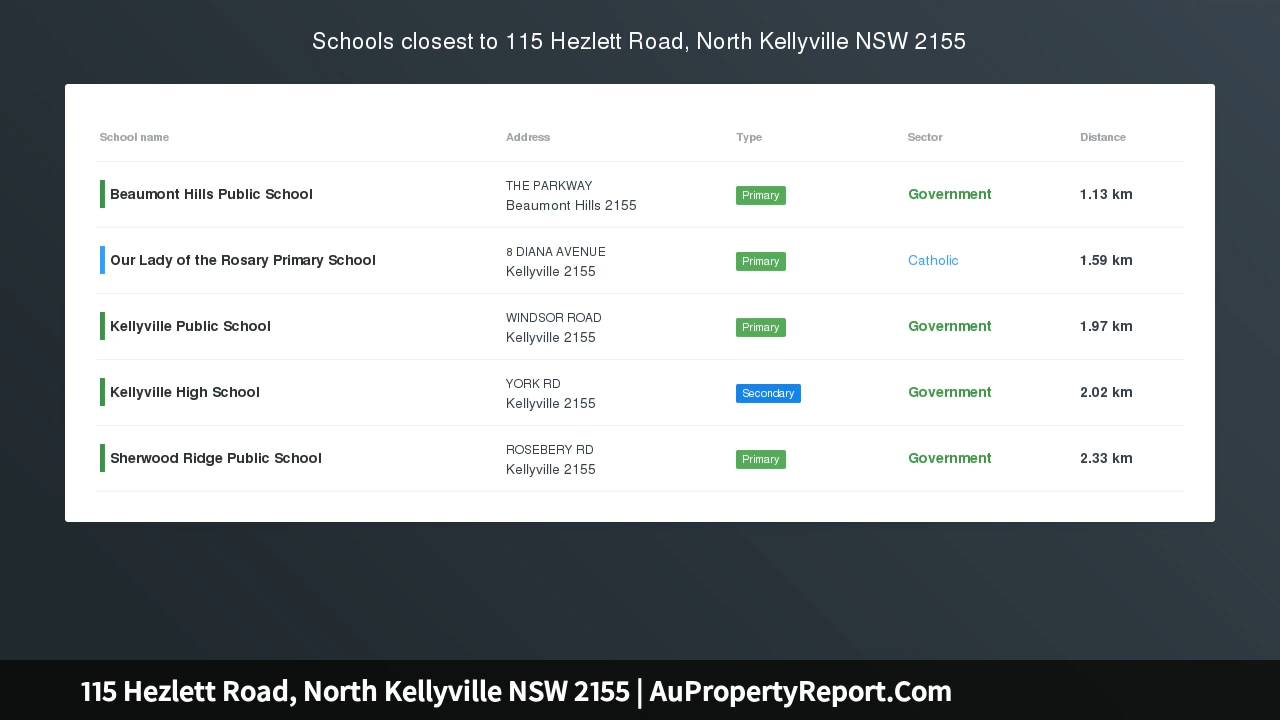 Schools closest to 115 Hezlett Road, North Kellyville NSW 2155
School name Address Type Sector Distance
Beaumont Hills Public School THE PARKWAY Beaumont Hills 2155 Primary Government 1.13 km
Our Lady of the Rosary Primary School 8 DIANA AVENUE Kellyville 2155 Primary Catholic 1.59 km
Kellyville Public School WINDSOR ROAD Kellyville 2155 Primary Government 1.97 km
Kellyville High School YORK RD Kellyville 2155 Secondary Government 2.02 km
Sherwood Ridge Public School ROSEBERY RD Kellyville 2155 Primary Government 2.33 km
115 Hezlett Road, North Kellyville NSW 2155 | AuPropertyReport.Com